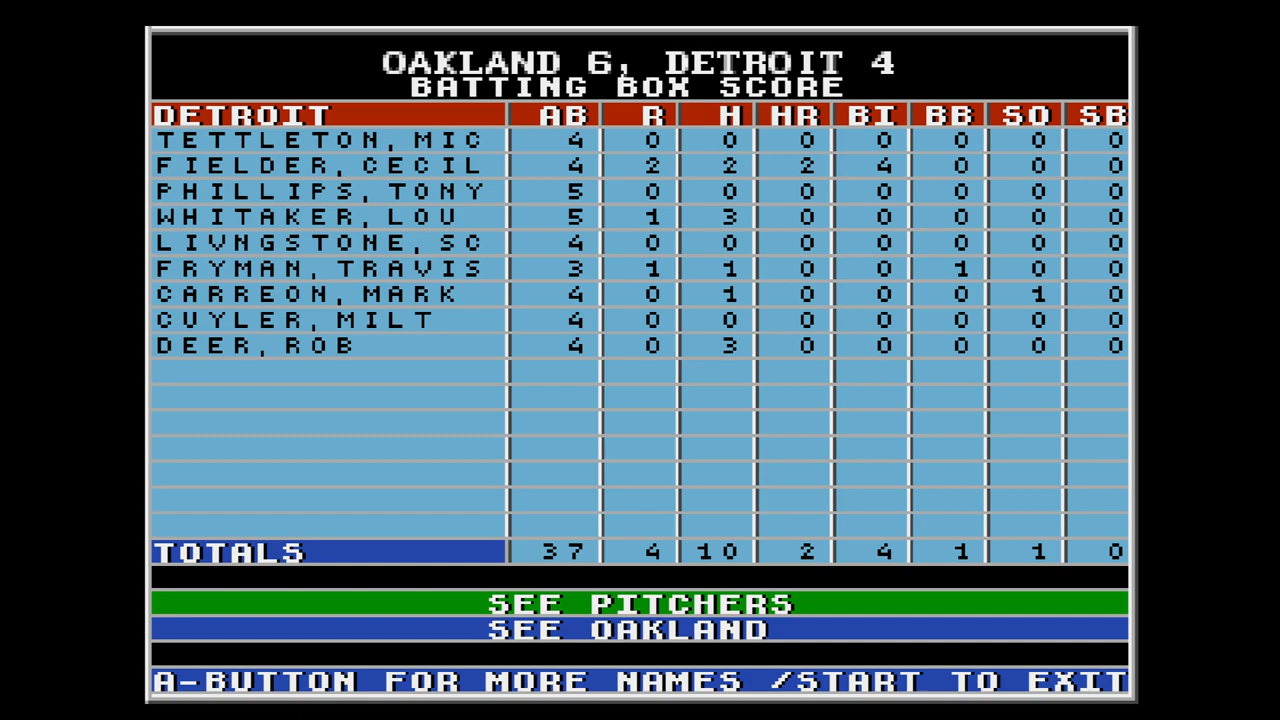 OAKLAND 6, DETROIT 4
BATTING BOX SCORE
DETROIT AB R H HR BI BB SO SB
TETTLETON, MIC 4 0 0 0 0 0 0 0
FIELDER, CECIL 4 2 2 2 4 0 0 0
PHILLIPS, TONY 5 0 0 0 0 0 0 0
WHITAKER, LOU 5 1 3 0 0 0 0 0
LIVNGSTONE, SC 4 0 0 0 0 0 0 0
FRYMAN, TRAVIS 3 1 1 0 0 1 0 0
CARREON, MARK 4 0 1 0 0 0 1 0
CUYLER, MILT 4 0 0 0 0 0 0 0
DEER, ROB 4 0 3 0 0 0 0 0
TOTALS 37 4 10 2 4 1 1 0
SEE PITCHERS
SEE OAKLAND
A-BUTTON FOR MORE NAMES /START TO EXIT